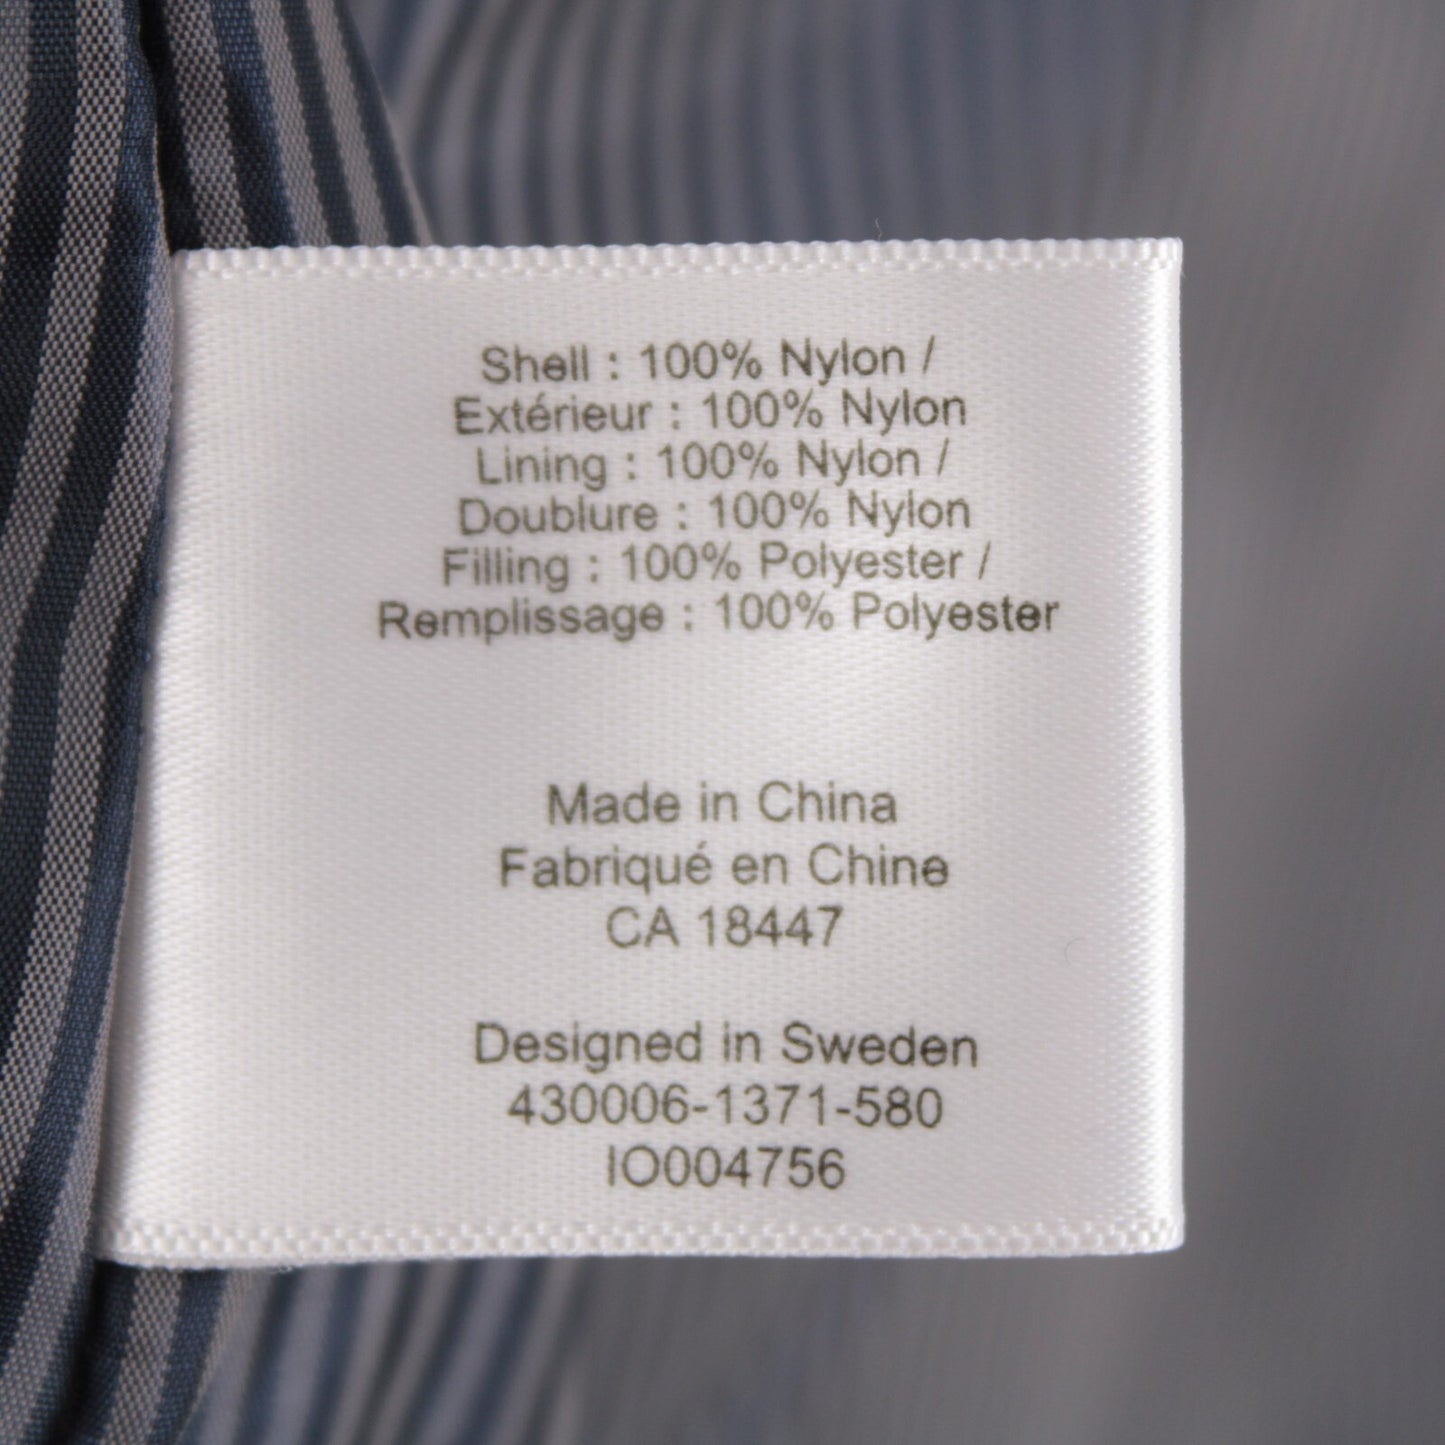 Shell : 100% Nylon /
Extérieur : 100% Nylon
Lining : 100% Nylon /
Doublure : 100% Nylon
Filling : 100% Polyester /
Remplissage : 100% Polyester
Made in China
Fabriqué en Chine
CA 18447
Designed in Sweden
430006-1371-580
IO004756